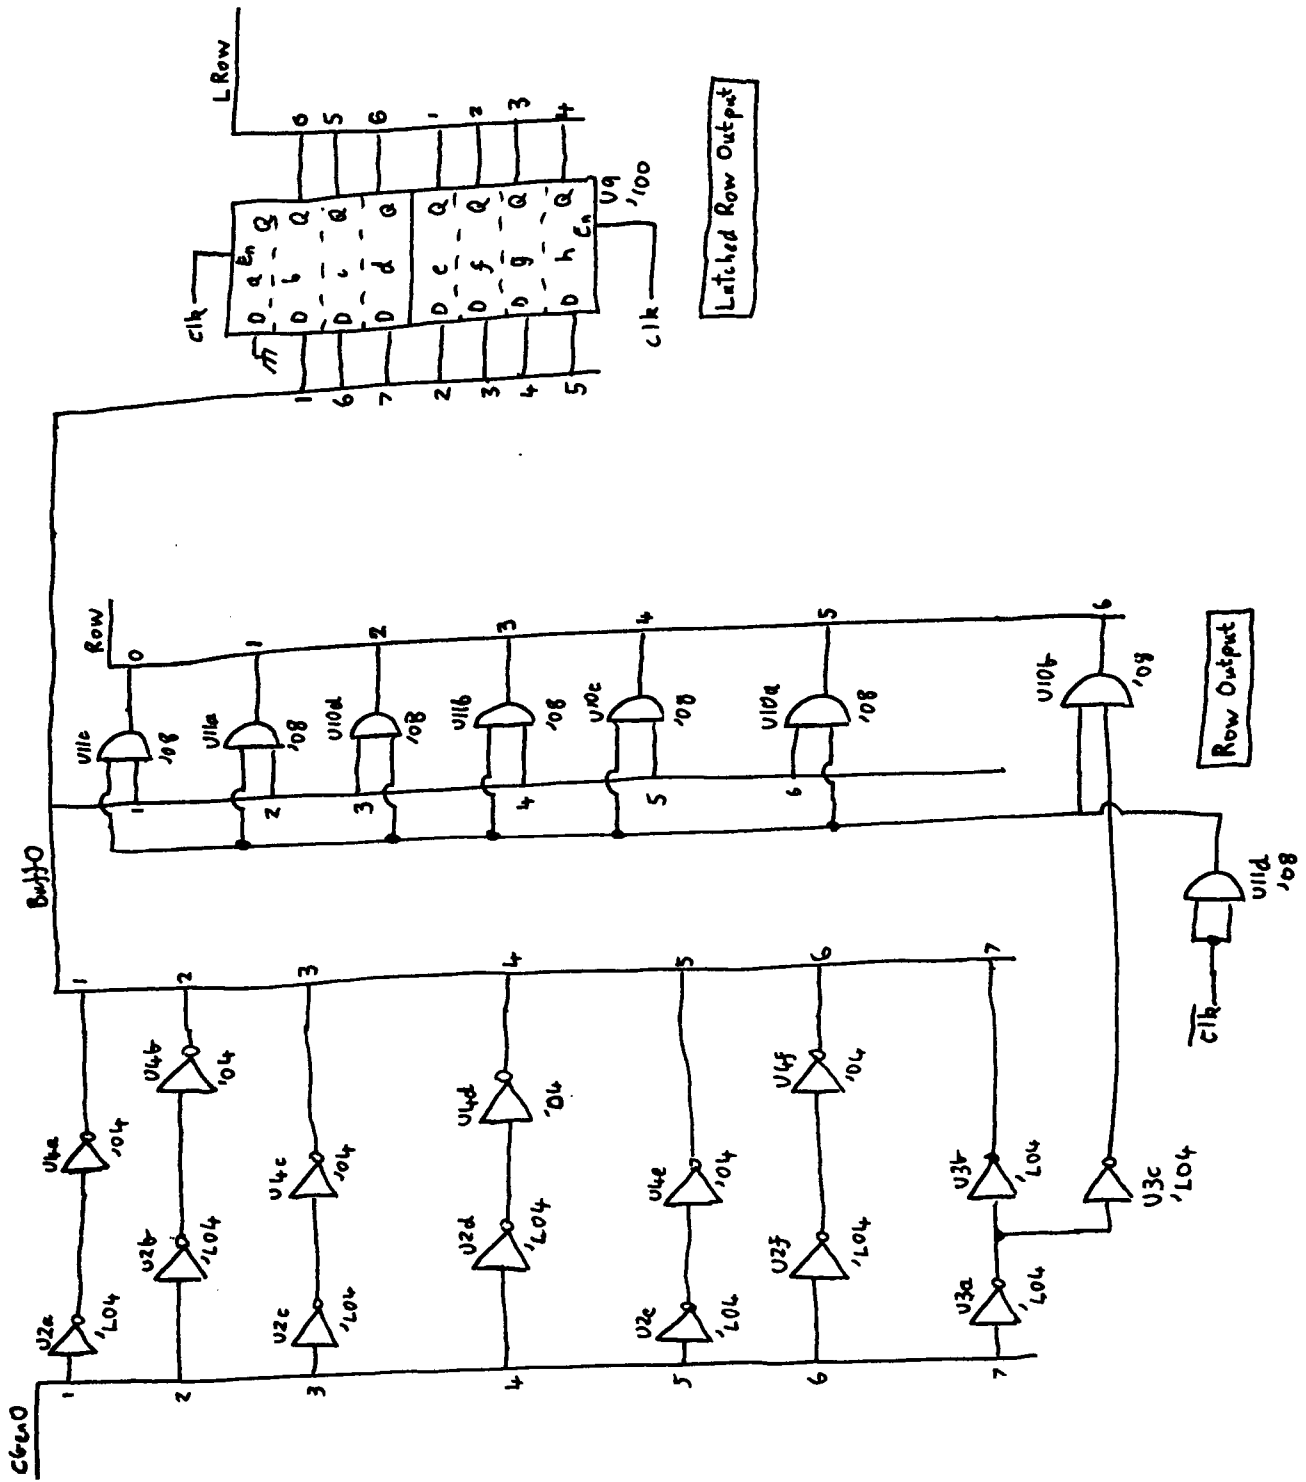 CGenO
1
2
3
4
5
6
7
U2a
'L04
U2b
'L04
U2c
'L04
U2d
'L04
U2e
'L04
U2f
'L04
U3a
'L04
U4a
'04
U4b
'04
U4c
'04
U4d
'04
U4e
'04
U4f
'04
U3b
'L04
U3c
'L04
1
2
3
4
5
6
7
BuffO
Clk
U11d
'08
1
2
3
4
5
6
U11c
'08
U11a
'08
U10d
'08
U11b
'08
U10c
'08
U10a
'08
U10b
'08
Row
0
1
2
3
4
5
6
Row Output
1
6
7
2
3
4
5
Clk
En
D a Q
D b Q
D c Q
D d Q
D e Q
D f Q
D g Q
D h Q
En
U9
'100
Clk
LRow
0
5
6
1
2
3
4
Latched Row Output